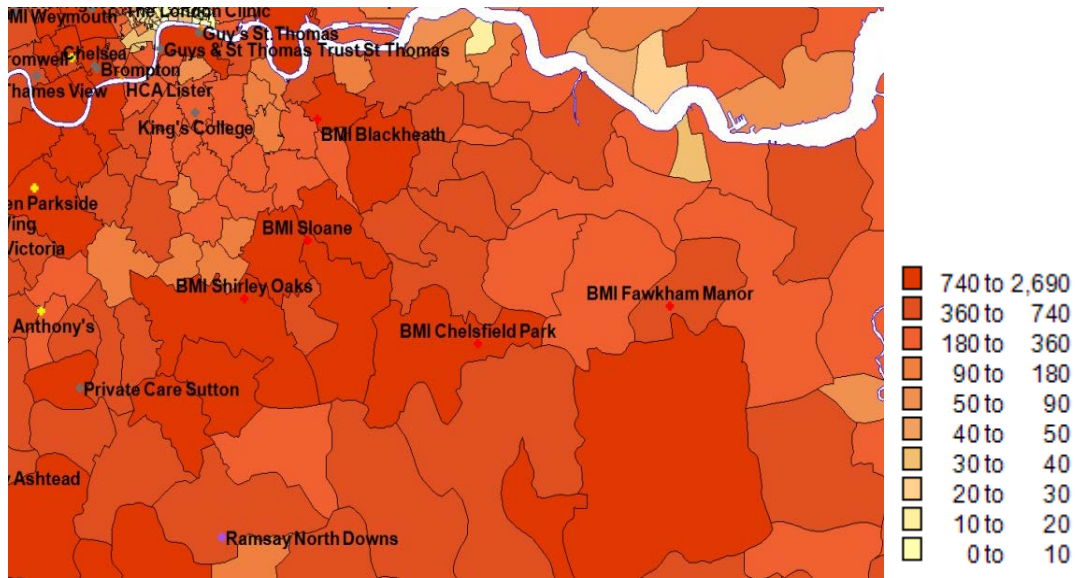 BMI Weymouth
The London Clinic
Guy's St. Thomas
Chelsea
Guys & St Thomas Trust St Thomas
romwell
Brompton
Thames View
HCA Lister
King's College
BMI Blackheath
en Parkside
Wing
BMI Sloane
Victoria
BMI Shirley Oaks
BMI Fawkham Manor
Anthony's
BMI Chelsfield Park
Private Care Sutton
Ashtead
Ramsay North Downs
740 to 2,690
360 to 740
180 to 360
90 to 180
50 to 90
40 to 50
30 to 40
20 to 30
10 to 20
0 to 10